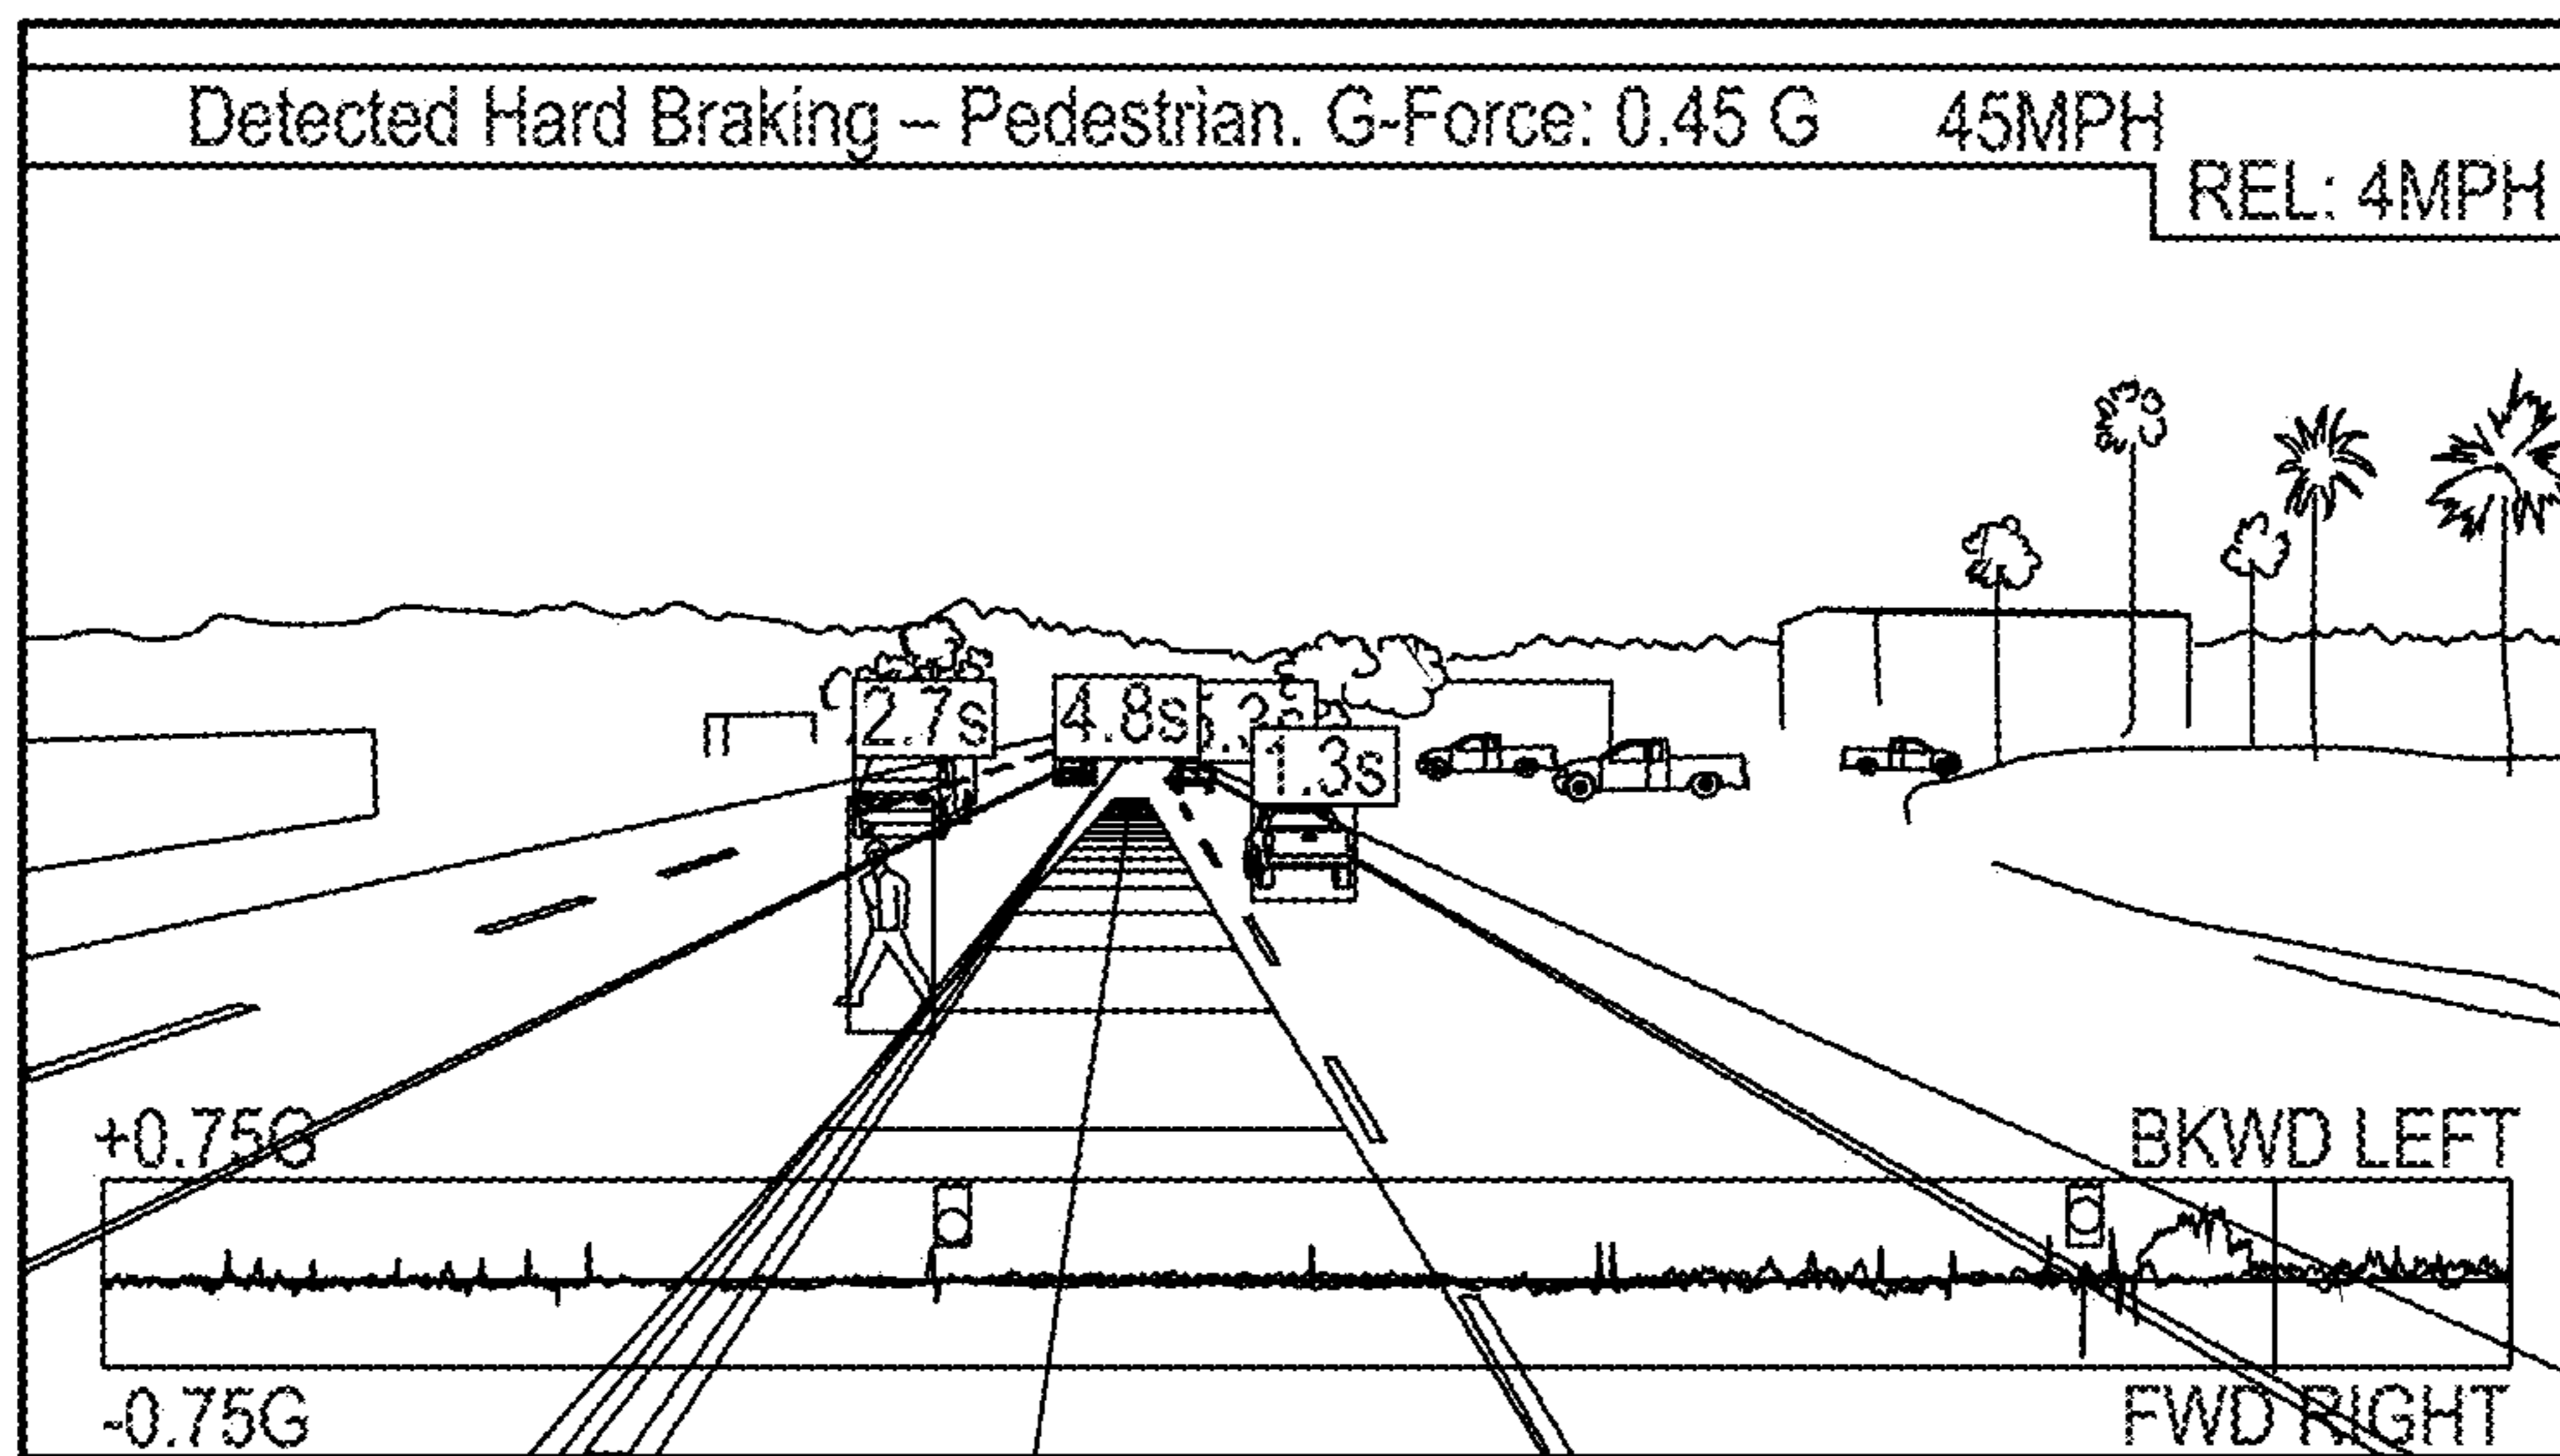 Detected Hard Braking – Pedestrian. G-Force: 0.45 G 45MPH
REL: 4MPH
2.7s
4.8s
1.3s
+0.75G
BKWD LEFT
-0.75G
FWD RIGHT